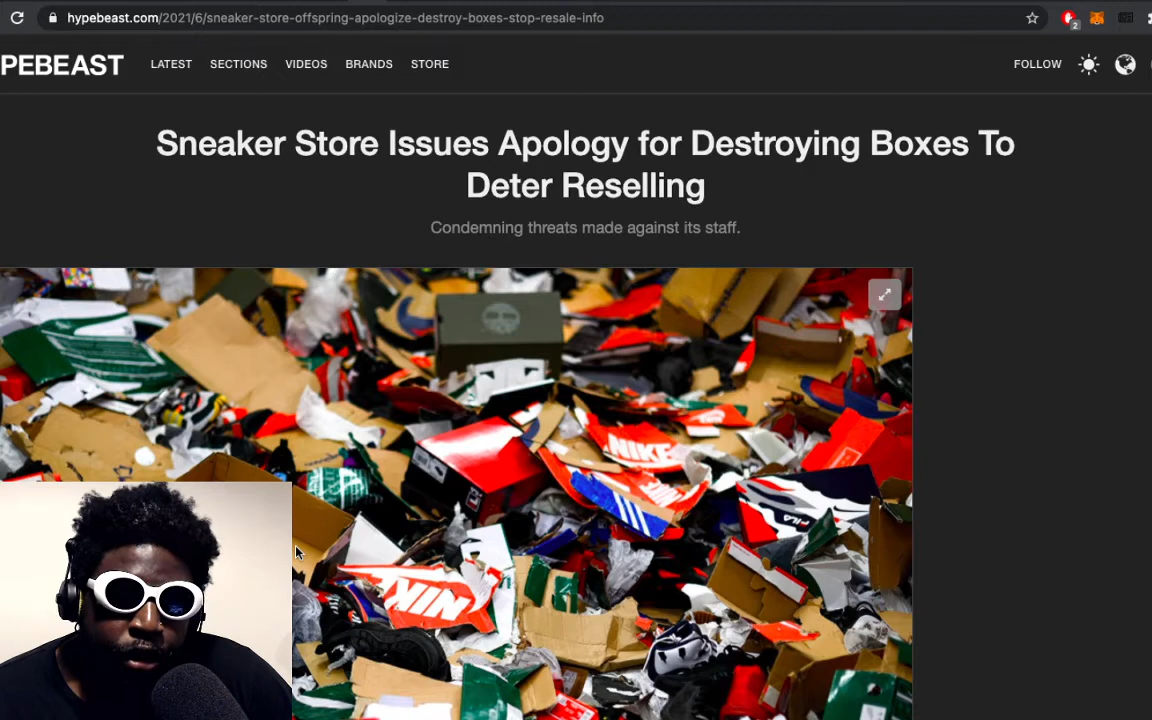 hypebeast.com/2021/6/sneaker-store-offspring-apologize-destroy-boxes-stop-resale-info
2
PEBEAST LATEST SECTIONS VIDEOS BRANDS STORE FOLLOW
Sneaker Store Issues Apology for Destroying Boxes To
Deter Reselling
Condemning threats made against its staff.
NIKE
FILA
NIK